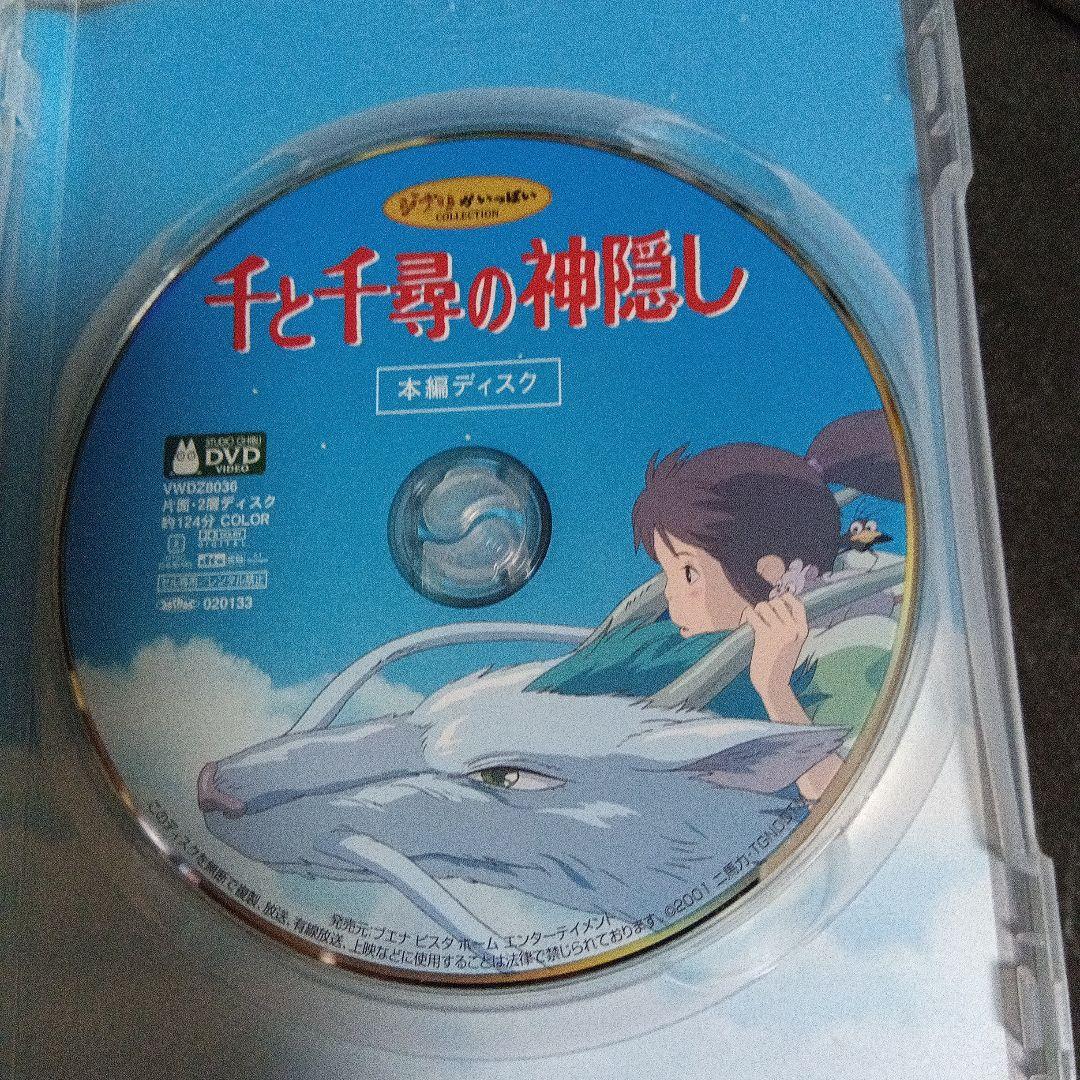 ジブリがいっぱい
COLLECTION
千と千尋の神隠し
本編ディスク
STUDIO GHIBLI
DVD
VIDEO
VWDZ8036
片面・2層ディスク
約124分 COLOR
2
DIGITAL
020133
発売元:ブエナ ビスタ ホーム エンターテイメント
このディスクを無断で複製、放送、有線放送、上映などに使用することは法律で禁じられております。©2001 二馬力・TGNDDTM